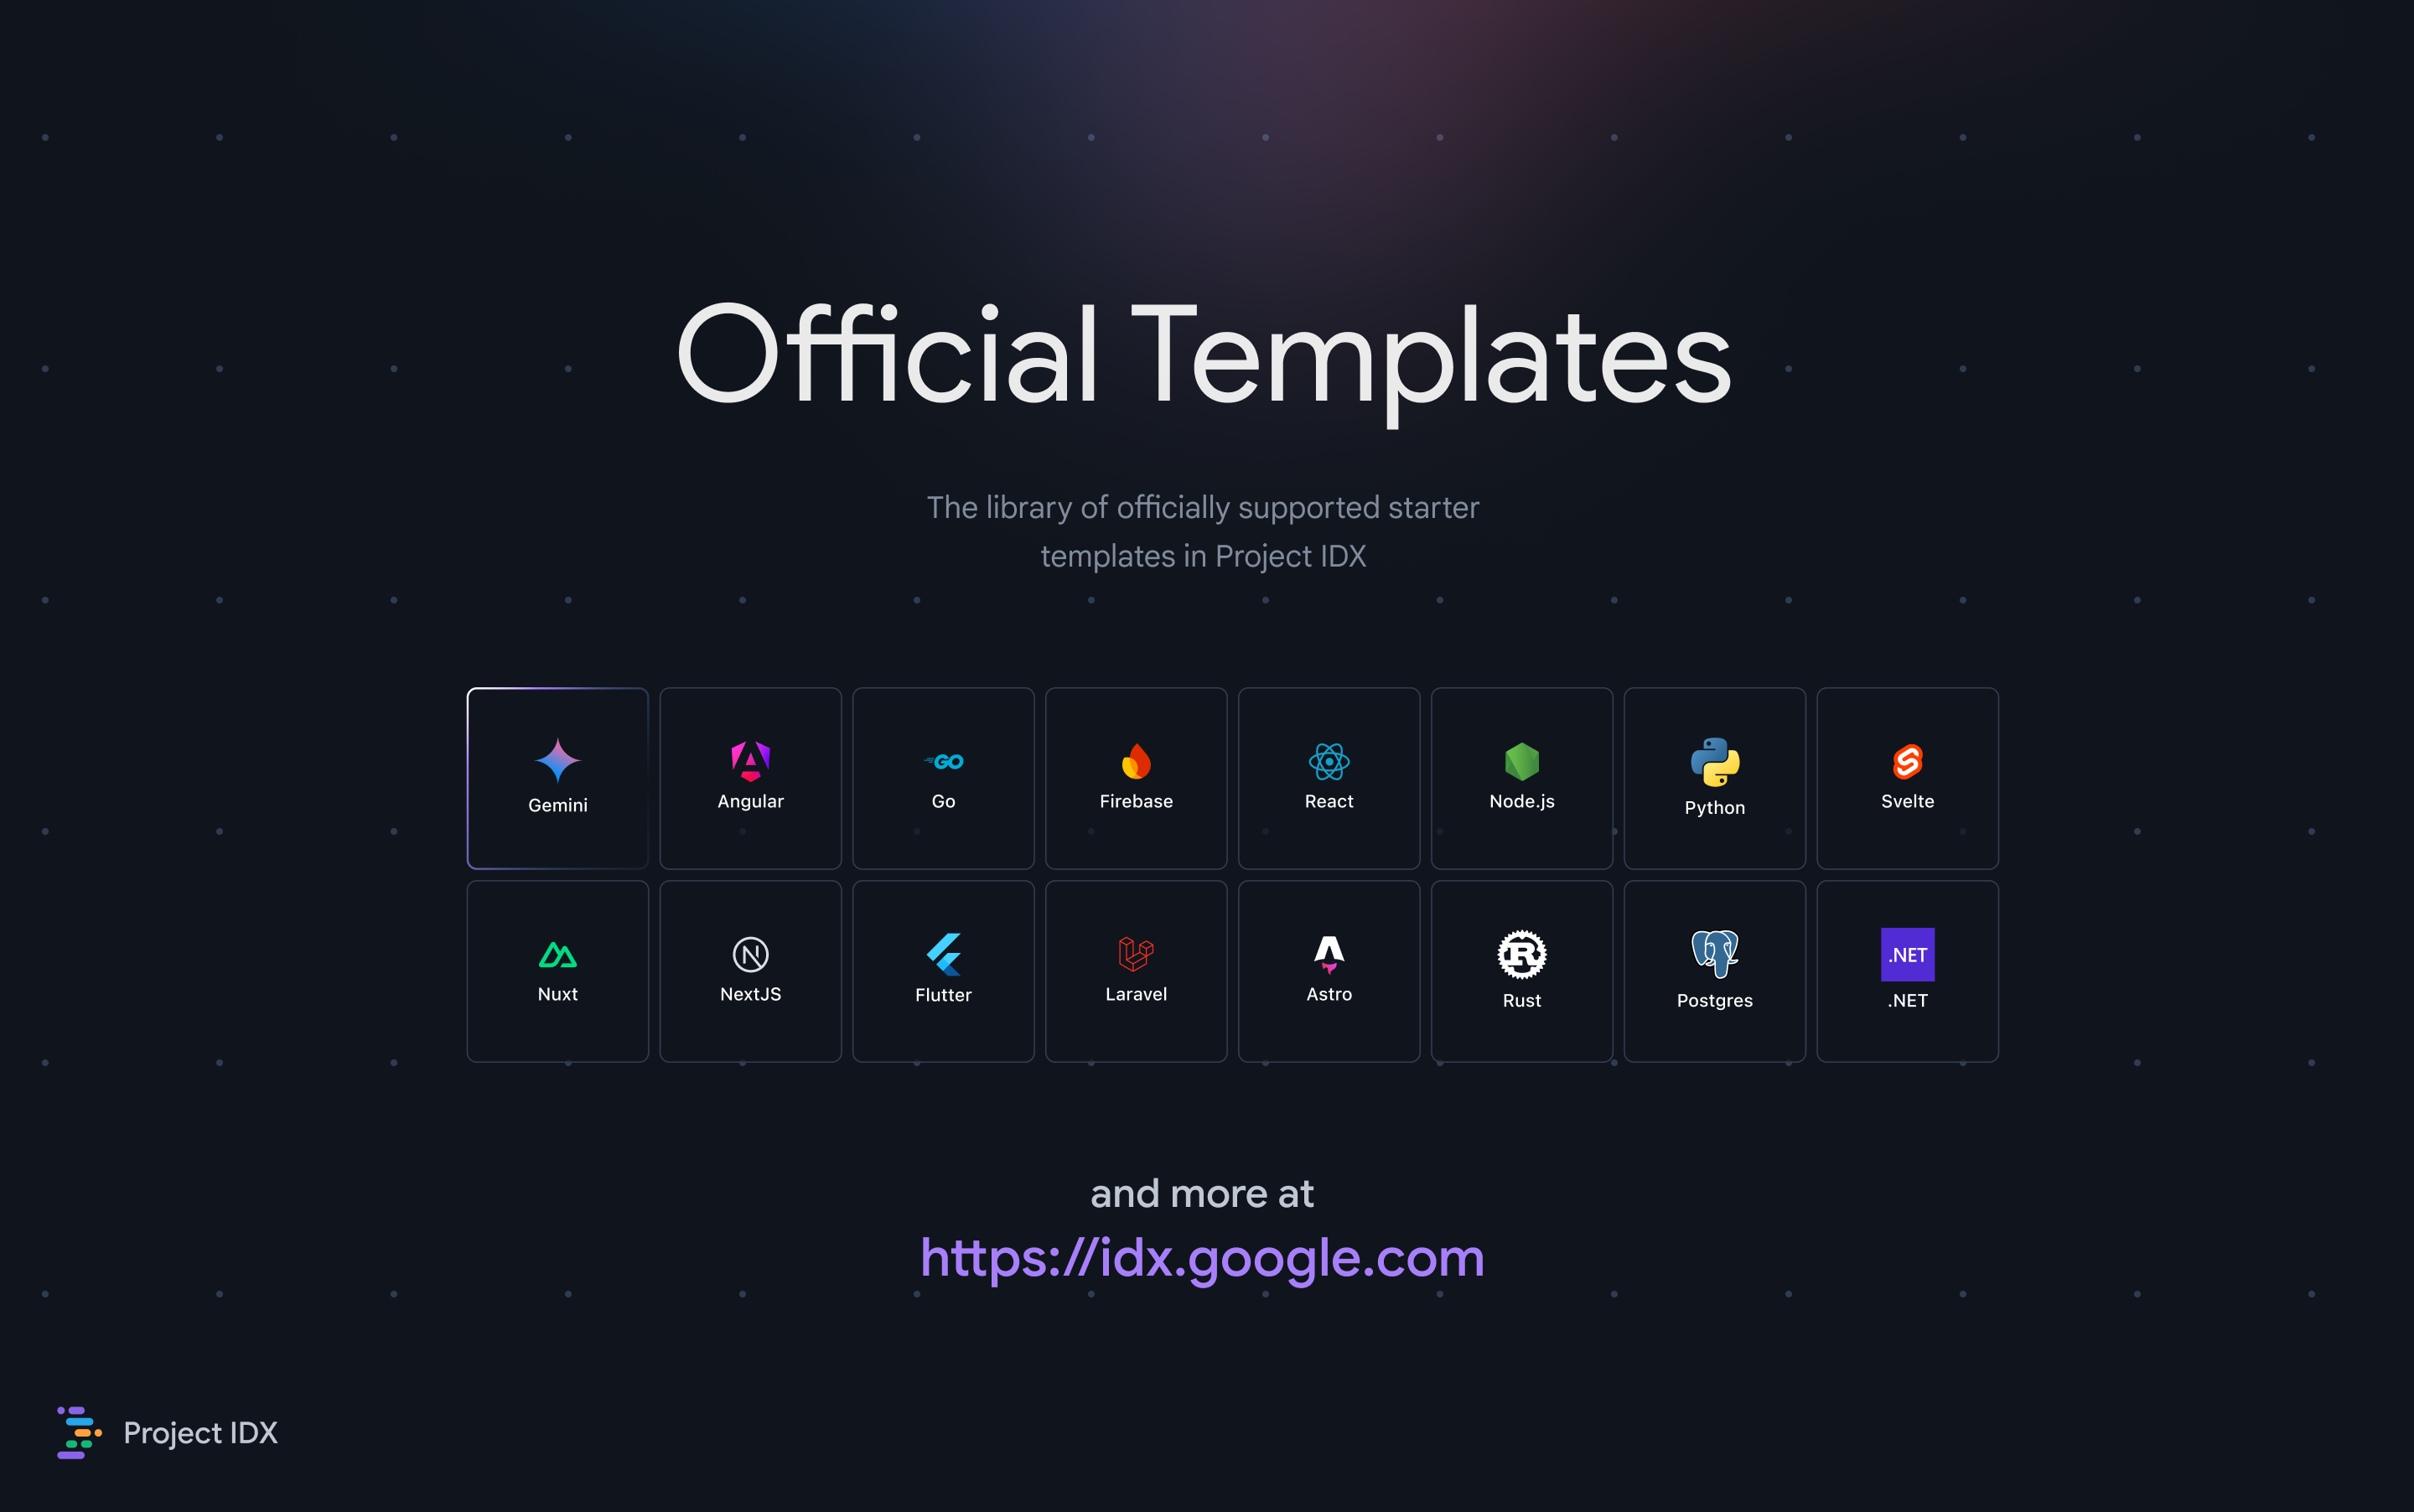 Official Templates
The library of officially supported starter
templates in Project IDX
Gemini
Angular
GO
Go
Firebase
React
Node.js
Python
Svelte
Nuxt
NextJS
Flutter
Laravel
Astro
Rust
Postgres
.NET
.NET
and more at
https://idx.google.com
Project IDX